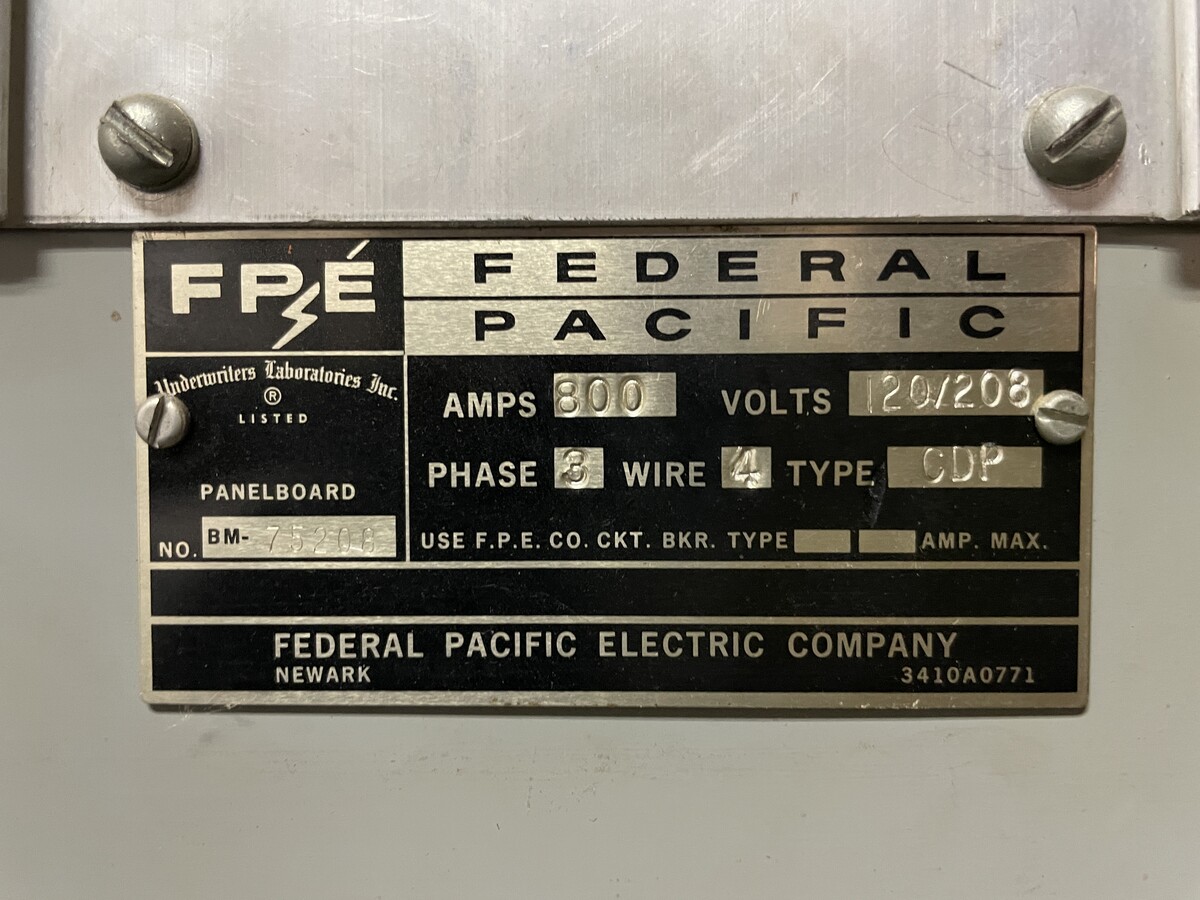 FPÉ
FEDERAL
PACIFIC
Underwriters Laboratories Inc.
®
LISTED
PANELBOARD
NO. BM-75208
AMPS 800 VOLTS 120/208
PHASE 3 WIRE 4 TYPE CDP
USE F.P.E. CO. CKT. BKR. TYPE AMP. MAX.
FEDERAL PACIFIC ELECTRIC COMPANY
NEWARK 3410A0771